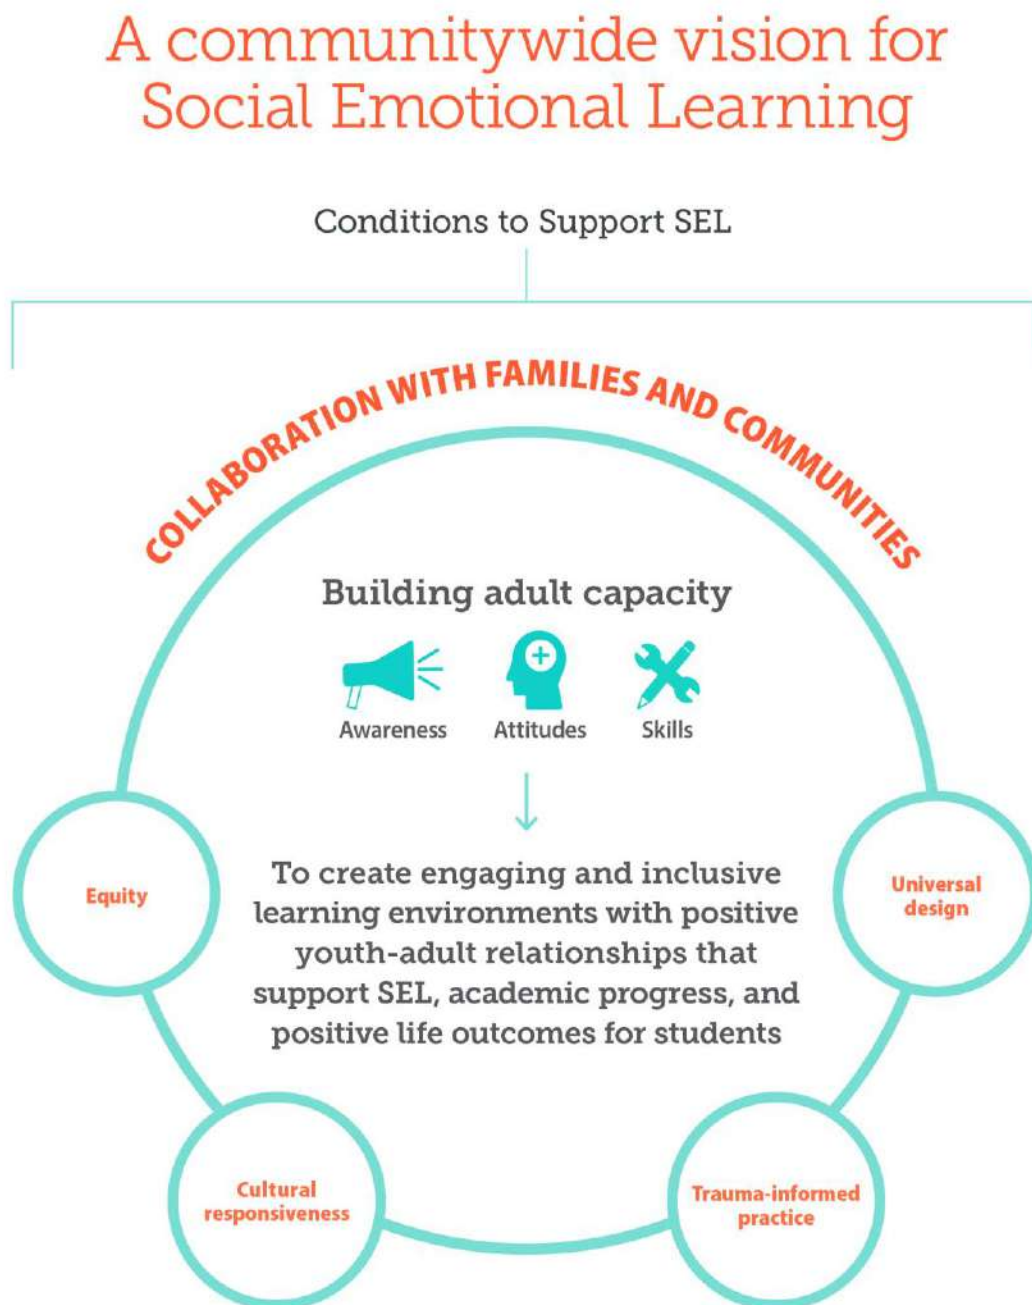 A communitywide vision for
Social Emotional Learning
Conditions to Support SEL
COLLABORATION WITH FAMILIES AND COMMUNITIES
Building adult capacity
Awareness
Attitudes
Skills
To create engaging and inclusive
learning environments with positive
youth-adult relationships that
support SEL, academic progress, and
positive life outcomes for students
Equity
Universal
design
Cultural
responsiveness
Trauma-informed
practice